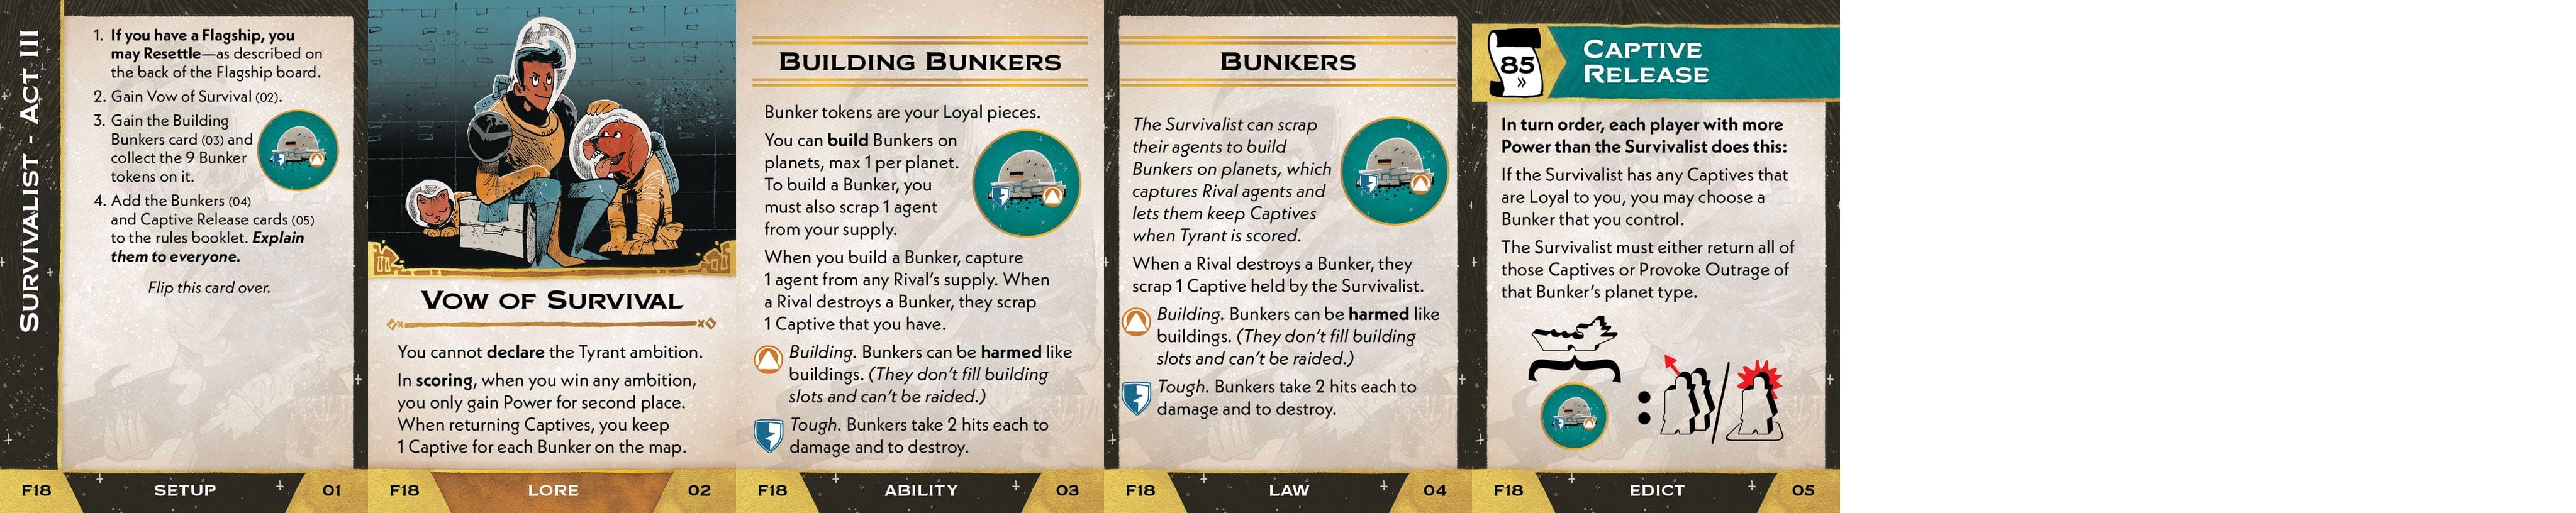 SURVIVALIST - ACT III
1. If you have a Flagship, you
may Resettle—as described on
the back of the Flagship board.
2. Gain Vow of Survival (02).
3. Gain the Building
Bunkers card (03) and
collect the 9 Bunker
tokens on it.
4. Add the Bunkers (04)
and Captive Release cards (05)
to the rules booklet. Explain
them to everyone.
Flip this card over.
F18 SETUP 01
VOW OF SURVIVAL
You cannot declare the Tyrant ambition.
In scoring, when you win any ambition,
you only gain Power for second place.
When returning Captives, you keep
1 Captive for each Bunker on the map.
F18 LORE 02
BUILDING BUNKERS
Bunker tokens are your Loyal pieces.
You can build Bunkers on
planets, max 1 per planet.
To build a Bunker, you
must also scrap 1 agent
from your supply.
When you build a Bunker, capture
1 agent from any Rival's supply. When
a Rival destroys a Bunker, they scrap
1 Captive that you have.
Building. Bunkers can be harmed like
buildings. (They don't fill building
slots and can't be raided.)
Tough. Bunkers take 2 hits each to
damage and to destroy.
F18 ABILITY 03
BUNKERS
The Survivalist can scrap
their agents to build
Bunkers on planets, which
captures Rival agents and
lets them keep Captives
when Tyrant is scored.
When a Rival destroys a Bunker, they
scrap 1 Captive held by the Survivalist.
Building. Bunkers can be harmed like
buildings. (They don't fill building
slots and can't be raided.)
Tough. Bunkers take 2 hits each to
damage and to destroy.
F18 LAW 04
85
»
CAPTIVE
RELEASE
In turn order, each player with more
Power than the Survivalist does this:
If the Survivalist has any Captives that
are Loyal to you, you may choose a
Bunker that you control.
The Survivalist must either return all of
those Captives or Provoke Outrage of
that Bunker's planet type.
: /
F18 EDICT 05